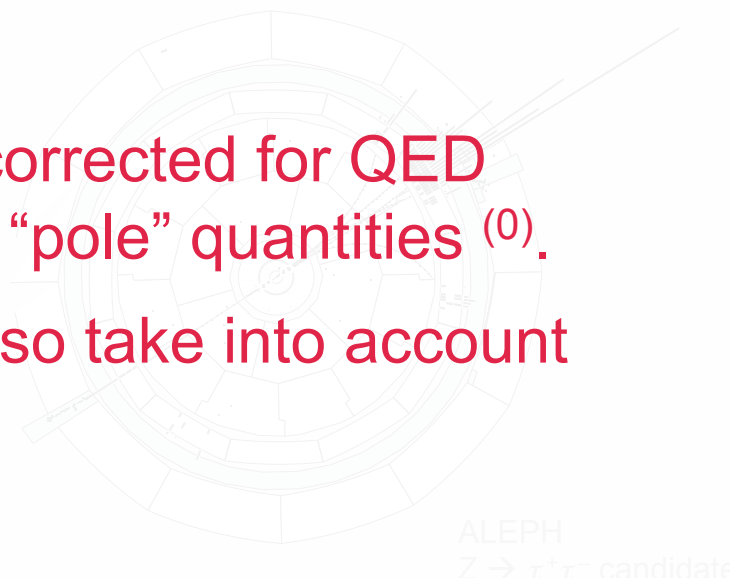 corrected for QED
“pole” quantities (0).
so take into account
ALEPH
Z → τ⁺τ⁻ candidate